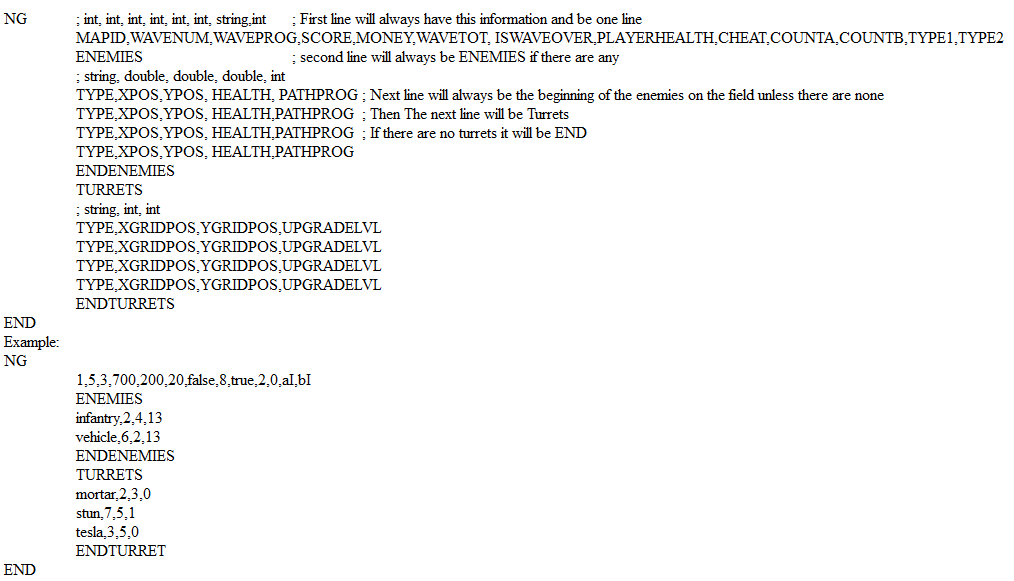 NG ; int, int, int, int, int, int, string,int ; First line will always have this information and be one line
MAPID,WAVENUM,WAVEPROG,SCORE,MONEY,WAVETOT, ISWAVEOVER,PLAYERHEALTH,CHEAT,COUNTA,COUNTB,TYPE1,TYPE2
ENEMIES ; second line will always be ENEMIES if there are any
; string, double, double, double, int
TYPE,XPOS,YPOS, HEALTH, PATHPROG ; Next line will always be the beginning of the enemies on the field unless there are none
TYPE,XPOS,YPOS, HEALTH,PATHPROG ; Then The next line will be Turrets
TYPE,XPOS,YPOS, HEALTH,PATHPROG ; If there are no turrets it will be END
TYPE,XPOS,YPOS, HEALTH,PATHPROG
ENDENEMIES
TURRETS
; string, int, int
TYPE,XGRIDPOS,YGRIDPOS,UPGRADELVL
TYPE,XGRIDPOS,YGRIDPOS,UPGRADELVL
TYPE,XGRIDPOS,YGRIDPOS,UPGRADELVL
TYPE,XGRIDPOS,YGRIDPOS,UPGRADELVL
ENDTURRETS
END
Example:
NG
1,5,3,700,200,20,false,8,true,2,0,aI,bI
ENEMIES
infantry,2,4,13
vehicle,6,2,13
ENDENEMIES
TURRETS
mortar,2,3,0
stun,7,5,1
tesla,3,5,0
ENDTURRET
END